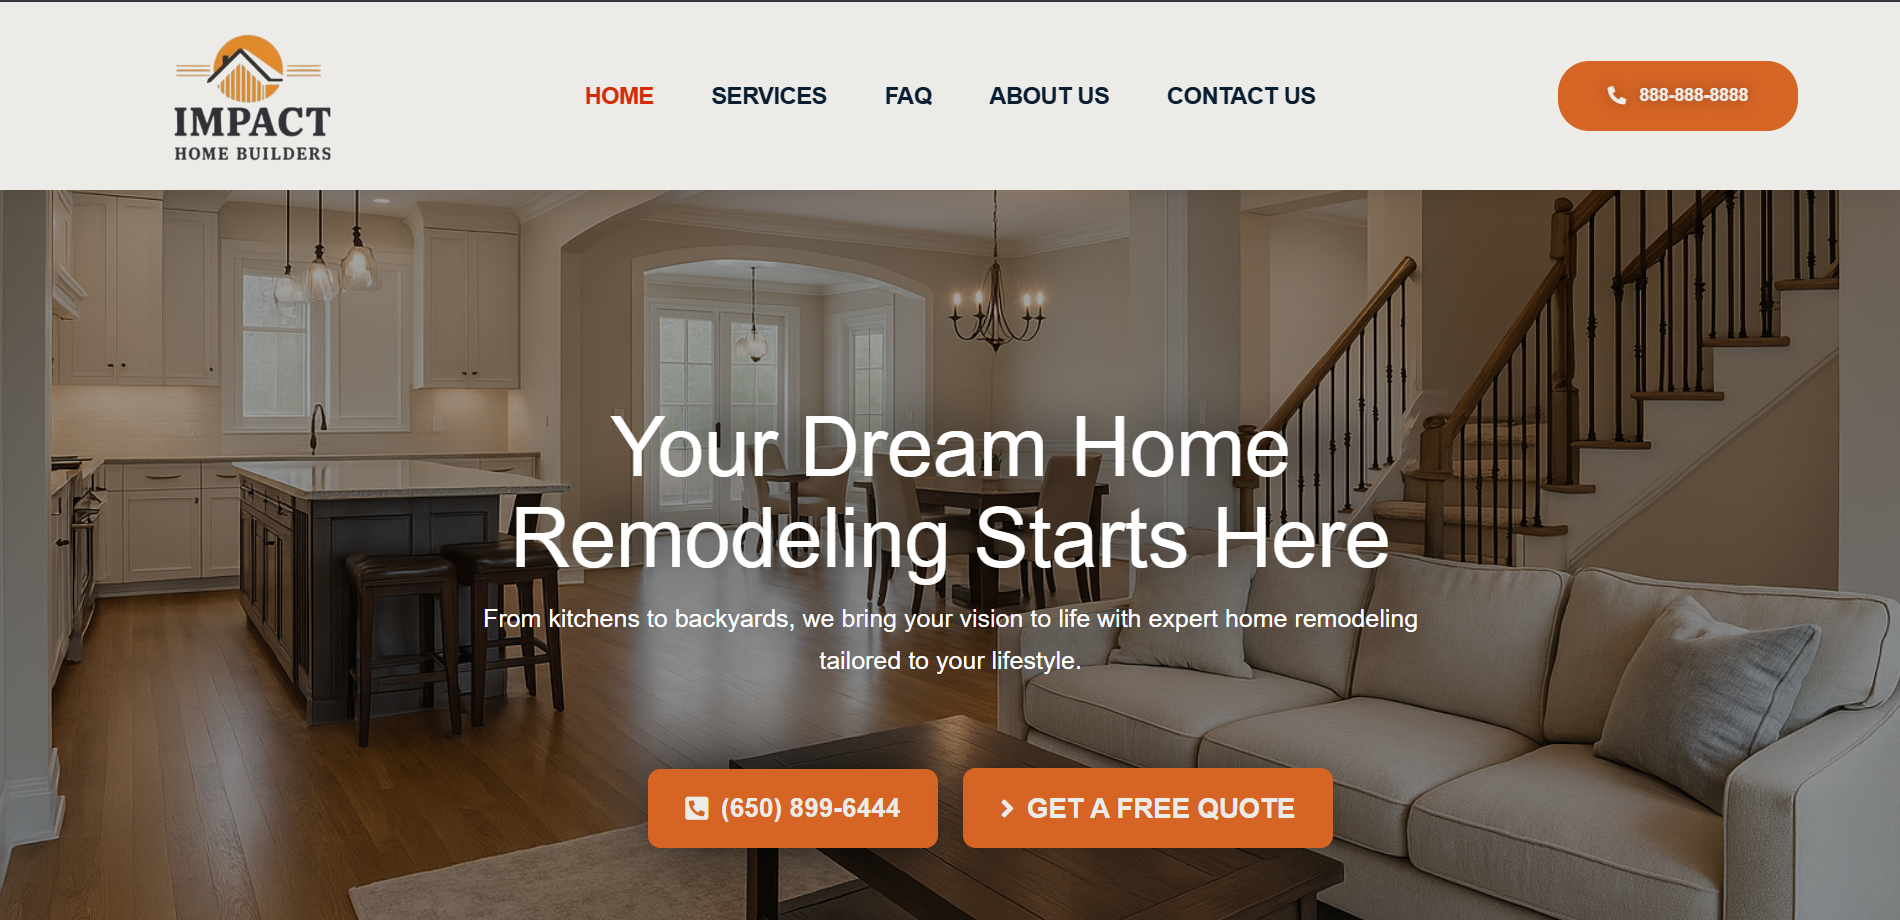 IMPACT
HOME BUILDERS
HOME
SERVICES
FAQ
ABOUT US
CONTACT US
888-888-8888
Your Dream Home
Remodeling Starts Here
From kitchens to backyards, we bring your vision to life with expert home remodeling
tailored to your lifestyle.
(650) 899-6444
GET A FREE QUOTE